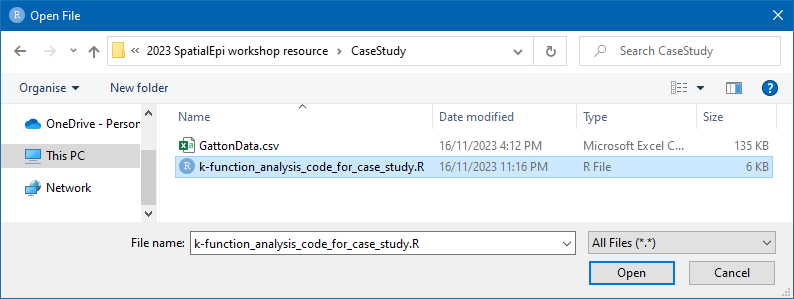 Open File
2023 SpatialEpi workshop resource CaseStudy Search CaseStudy
Organise New folder
OneDrive - Person
This PC
Network
Name Date modified Type Size
GattonData.csv 16/11/2023 4:12 PM Microsoft Excel C... 135 KB
k-function_analysis_code_for_case_study.R 16/11/2023 11:16 PM R File 6 KB
File name: k-function_analysis_code_for_case_study.R All Files (*.*)
Open Cancel